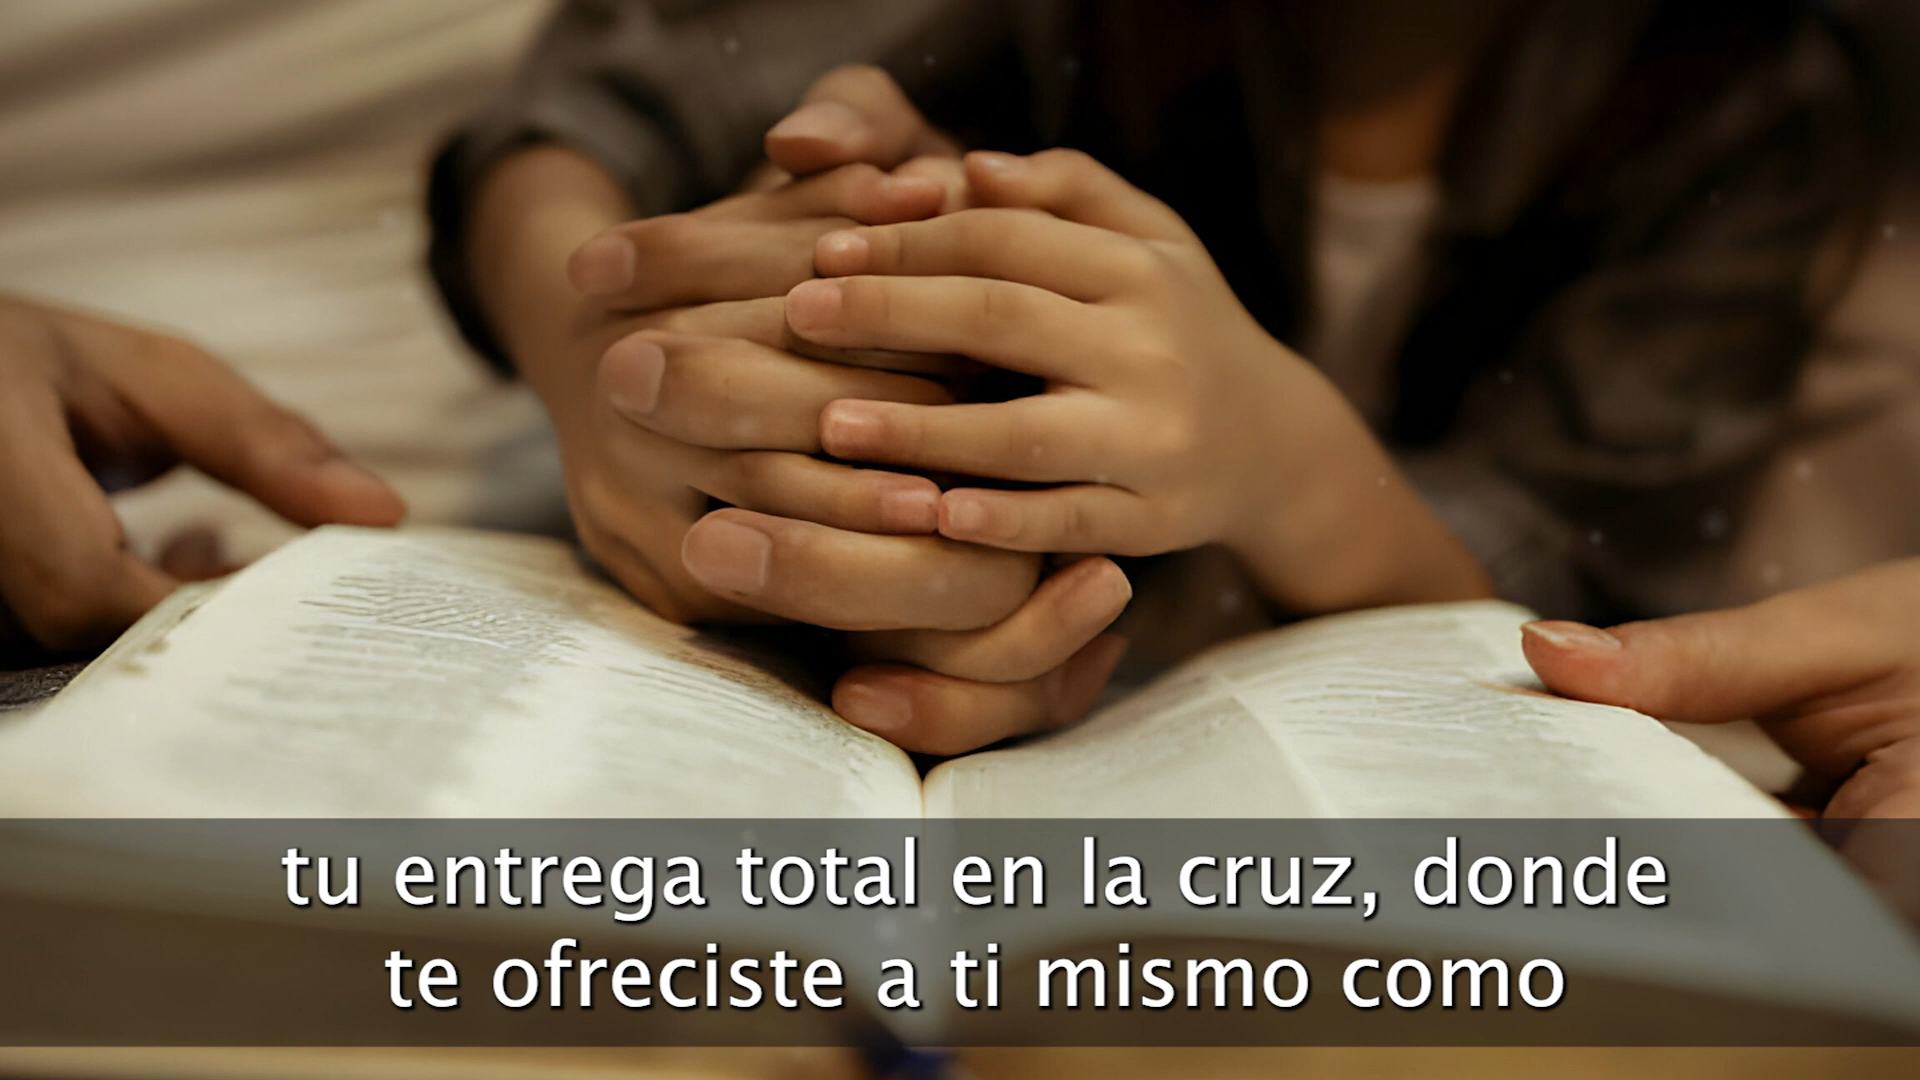 tu entrega total en la cruz, donde
te ofreciste a ti mismo como